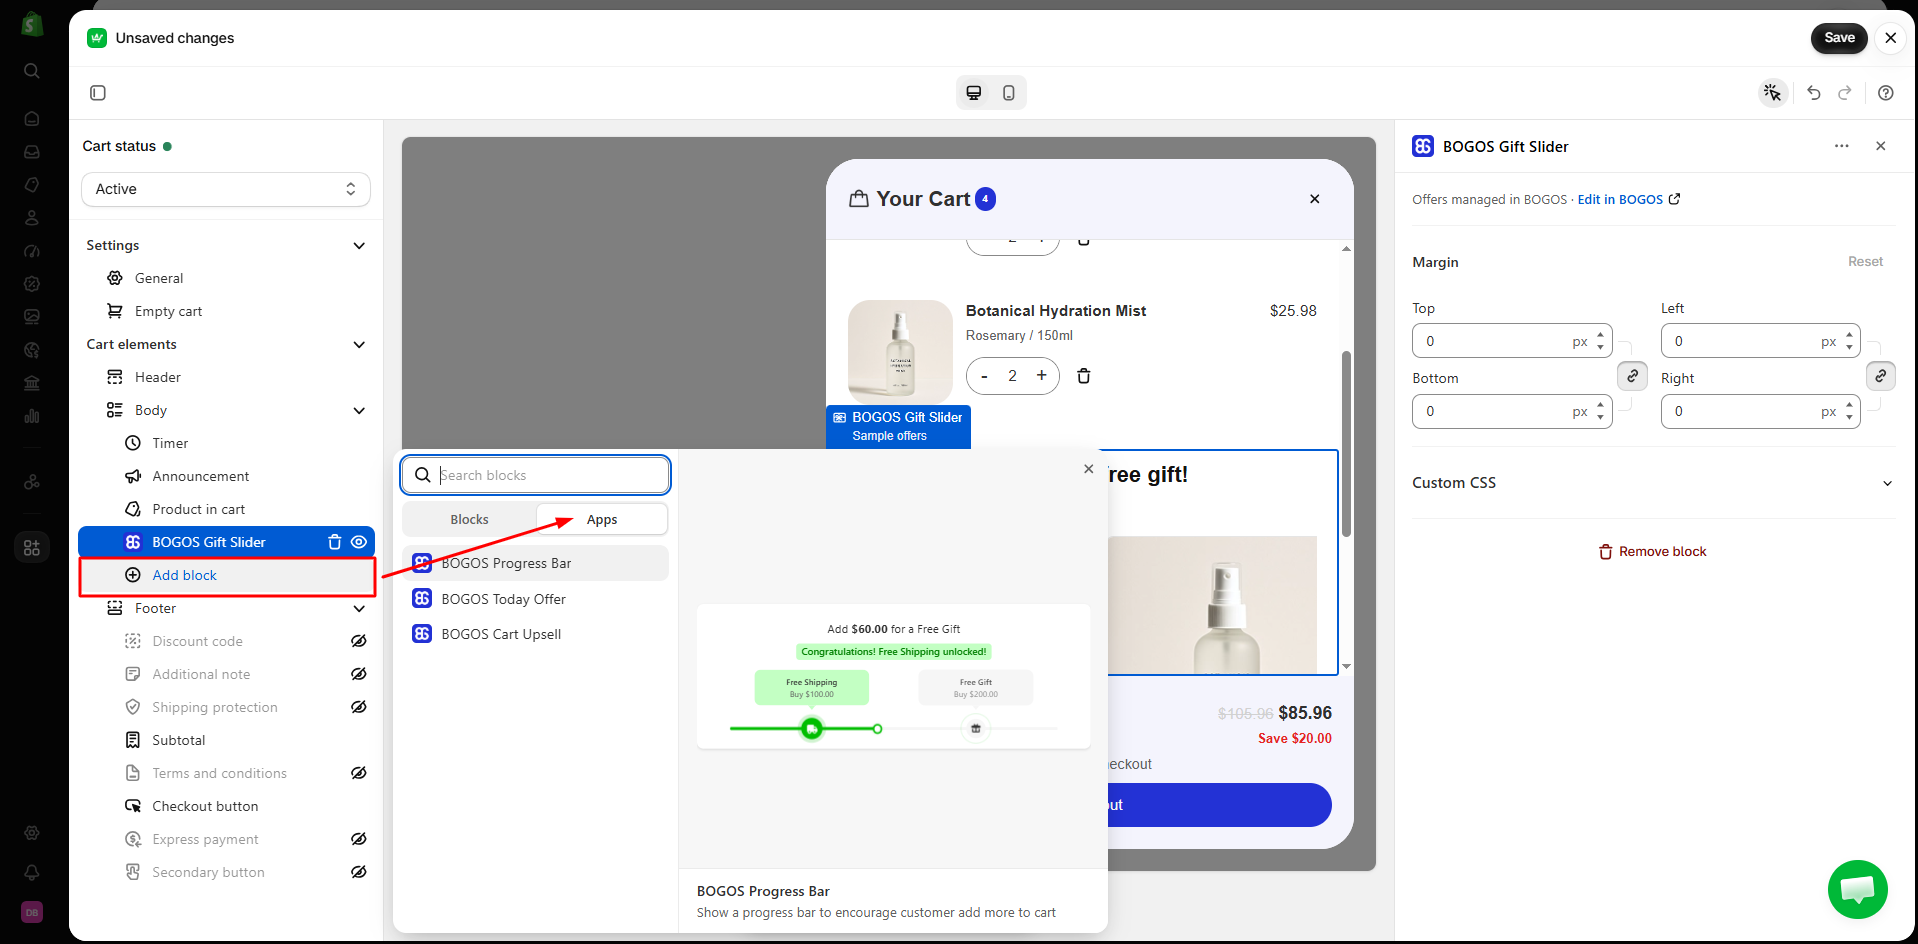 Unsaved changes
Save
Cart status
Active
Settings
General
Empty cart
Cart elements
Header
Body
Timer
Announcement
Product in cart
BOGOS Gift Slider
Add block
Footer
Discount code
Additional note
Shipping protection
Subtotal
Terms and conditions
Checkout button
Express payment
Secondary button
DB
Your Cart 4
Botanical Hydration Mist $25.98
Rosemary / 150ml
- 2 +
BOGOS Gift Slider
Sample offers
free gift!
$105.96 $85.96
Save $20.00
eckout
out
Search blocks
Blocks Apps
BOGOS Progress Bar
BOGOS Today Offer
BOGOS Cart Upsell
Add $60.00 for a Free Gift
Congratulations! Free Shipping unlocked!
Free Shipping
Buy $100.00
Free Gift
Buy $200.00
BOGOS Progress Bar
Show a progress bar to encourage customer add more to cart
BOGOS Gift Slider
Offers managed in BOGOS · Edit in BOGOS
Margin Reset
Top Left
0 px 0 px
Bottom Right
0 px 0 px
Custom CSS
Remove block